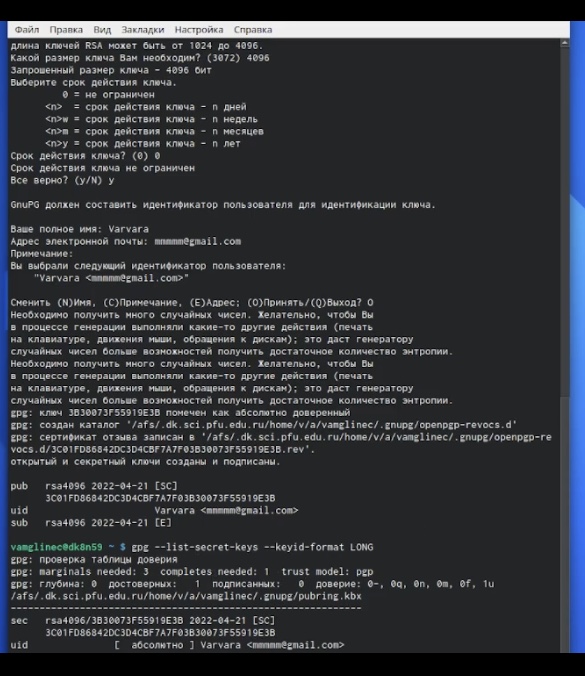 Файл Правка Вид Закладки Настройка Справка
длина ключей RSA может быть от 1024 до 4096.
Какой размер ключа Вам необходим? (3072) 4096
Запрошенный размер ключа - 4096 бит
Выберите срок действия ключа.
0 = не ограничен
<n> = срок действия ключа - n дней
<n>w = срок действия ключа - n недель
<n>m = срок действия ключа - n месяцев
<n>y = срок действия ключа - n лет
Срок действия ключа? (0) 0
Срок действия ключа не ограничен
Все верно? (y/N) y
GnuPG должен составить идентификатор пользователя для идентификации ключа.
Ваше полное имя: Varvara
Адрес электронной почты: mmmmm@gmail.com
Примечание:
Вы выбрали следующий идентификатор пользователя:
"Varvara <mmmmm@gmail.com>"
Сменить (N)Имя, (C)Примечание, (E)Адрес; (O)Принять/(Q)Выход? O
Необходимо получить много случайных чисел. Желательно, чтобы Вы
в процессе генерации выполняли какие-то другие действия (печать
на клавиатуре, движения мыши, обращения к дискам); это даст генератору
случайных чисел больше возможностей получить достаточное количество энтропии.
Необходимо получить много случайных чисел. Желательно, чтобы Вы
в процессе генерации выполняли какие-то другие действия (печать
на клавиатуре, движения мыши, обращения к дискам); это даст генератору
случайных чисел больше возможностей получить достаточное количество энтропии.
gpg: ключ 3B30073F55919E3B помечен как абсолютно доверенный
gpg: создан каталог '/afs/.dk.sci.pfu.edu.ru/home/v/a/vamglinec/.gnupg/openpgp-revocs.d'
gpg: сертификат отзыва записан в '/afs/.dk.sci.pfu.edu.ru/home/v/a/vamglinec/.gnupg/openpgp-re
vocs.d/3C01FD86842DC3D4CBF7A7F03B30073F55919E3B.rev'.
открытый и секретный ключи созданы и подписаны.
pub rsa4096 2022-04-21 [SC]
3C01FD86842DC3D4CBF7A7F03B30073F55919E3B
uid Varvara <mmmmm@gmail.com>
sub rsa4096 2022-04-21 [E]
vamglinec@dk8n59 ~ $ gpg --list-secret-keys --keyid-format LONG
gpg: проверка таблицы доверия
gpg: marginals needed: 3 completes needed: 1 trust model: pgp
gpg: глубина: 0 достоверных: 1 подписанных: 0 доверие: 0-, 0q, 0n, 0m, 0f, 1u
/afs/.dk.sci.pfu.edu.ru/home/v/a/vamglinec/.gnupg/pubring.kbx
-------------------------------------------------------------
sec rsa4096/3B30073F55919E3B 2022-04-21 [SC]
3C01FD86842DC3D4CBF7A7F03B30073F55919E3B
uid [ абсолютно ] Varvara <mmmmm@gmail.com>